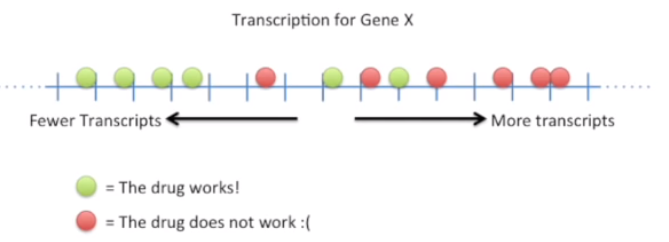 Transcription for Gene X
Fewer Transcripts
More transcripts
= The drug works!
= The drug does not work :(